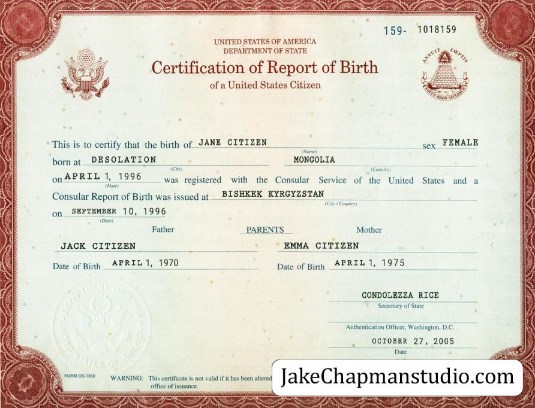 159- 1018159
UNITED STATES OF AMERICA
DEPARTMENT OF STATE
Certification of Report of Birth
of a United States Citizen
ANNUIT CŒPTIS
This is to certify that the birth of JANE CITIZEN sex FEMALE
(Name)
born at DESOLATION MONGOLIA
(City) (Country)
on APRIL 1, 1996 was registered with the Consular Service of the United States and a
(Date)
Consular Report of Birth was issued at BISHKEK KYRGYZSTAN
(City / Country)
on SEPTEMBER 10, 1996
(Date)
Father PARENTS Mother
JACK CITIZEN EMMA CITIZEN
Date of Birth APRIL 1, 1970 Date of Birth APRIL 1, 1975
CONDOLEZZA RICE
Secretary of State
Authentication Officer, Washington, D.C.
OCTOBER 27, 2005
Date
FORM DS-1350 WARNING: This certificate is not valid if it has been altered
office of issuance.
JakeChapmanstudio.com